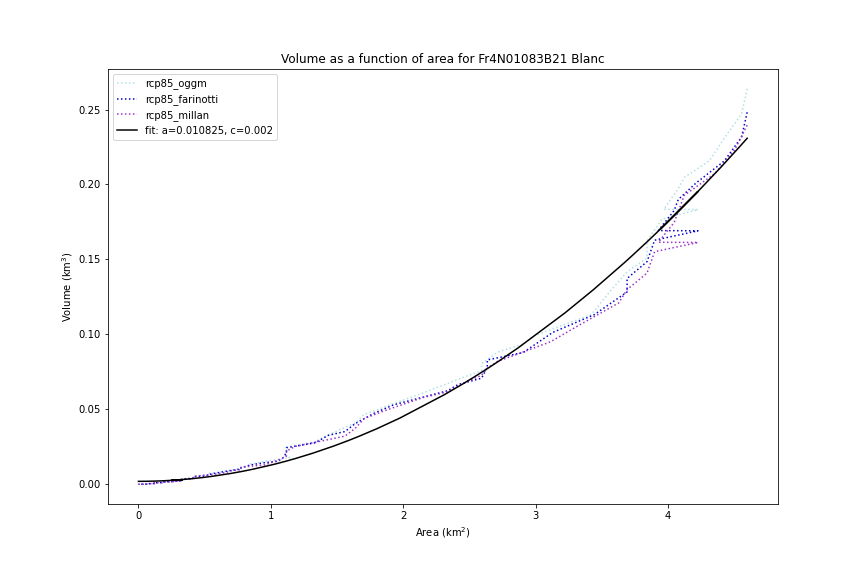 Volume as a function of area for Fr4N01083B21 Blanc
rcp85_oggm
rcp85_farinotti
rcp85_millan
fit: a=0.010825, c=0.002
0.25
0.20
0.15
0.10
0.05
0.00
Volume (km³)
0 1 2 3 4
Area (km²)